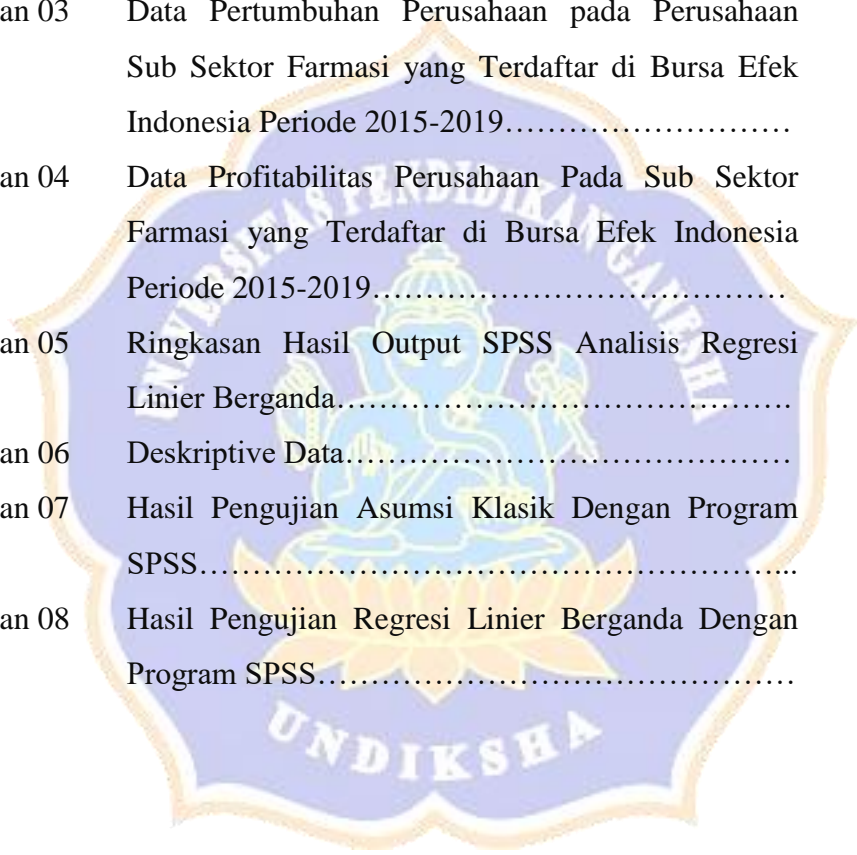 an 03 Data Pertumbuhan Perusahaan pada Perusahaan
Sub Sektor Farmasi yang Terdaftar di Bursa Efek
Indonesia Periode 2015-2019………………………
an 04 Data Profitabilitas Perusahaan Pada Sub Sektor
Farmasi yang Terdaftar di Bursa Efek Indonesia
Periode 2015-2019…………………………………
an 05 Ringkasan Hasil Output SPSS Analisis Regresi
Linier Berganda…………………………………….
an 06 Deskriptive Data……………………………………
an 07 Hasil Pengujian Asumsi Klasik Dengan Program
SPSS………………………………………………..
an 08 Hasil Pengujian Regresi Linier Berganda Dengan
Program SPSS………………………………………
UNIVERSITAS PENDIDIKAN GANESHA
UNDIKSHA